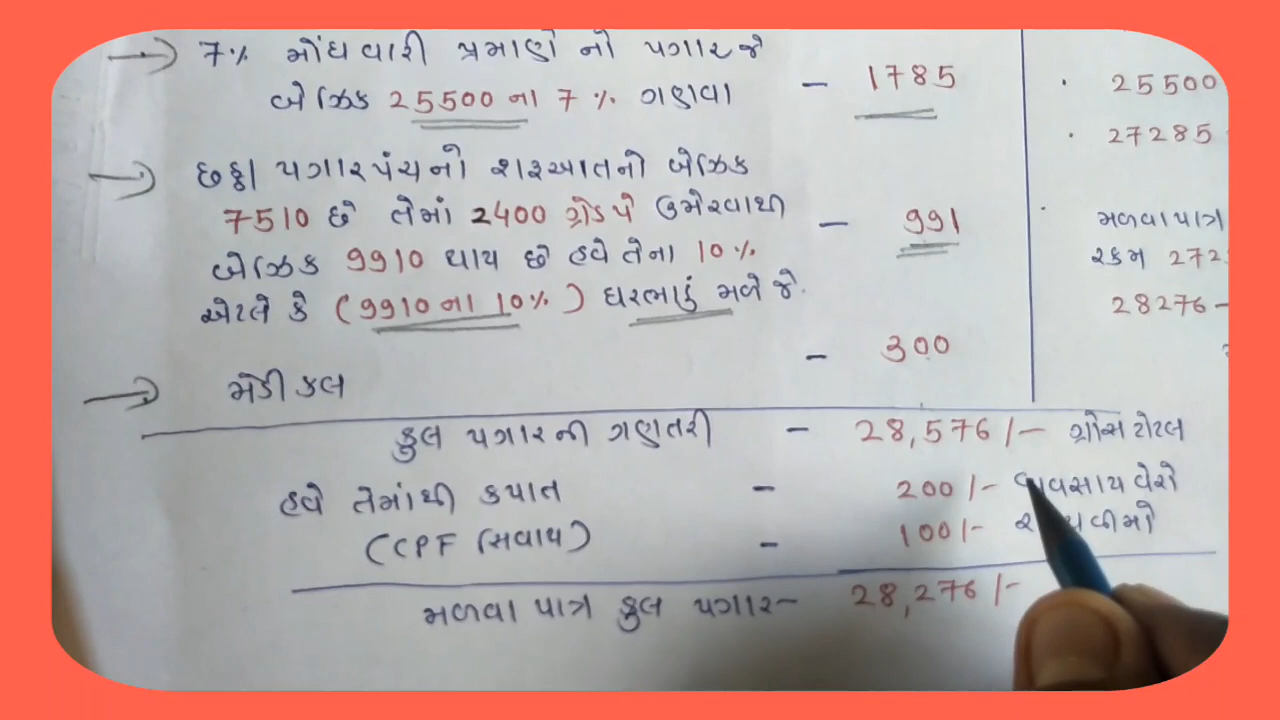 → 7% મોંઘવારી પ્રમાણે નો પગાર જે
બેઝિક 25500 ના 7 % ગણવા - 1785
→ છઠ્ઠા પગારપંચનો શરૂઆતનો બેઝિક
7510 છે તેમાં 2400 ગ્રેડપે ઉમેરવાથી
બેઝિક 9910 થાય છે હવે તેના 10% - 991
એટલે કે (9910 ના 10%) ઘરભાડું મળે જે.
→ મેડીકલ - 300
કુલ પગારની ગણતરી - 28,576/- ગ્રોસ ટોટલ
હવે તેમાંથી કપાત - 200/- વ્યવસાય વેરો
(CPF સિવાય) - 100/-
મળવા પાત્ર કુલ પગાર - 28,276/-
· 25500
· 27285
· મળવાપાત્ર
રકમ 272
28276-